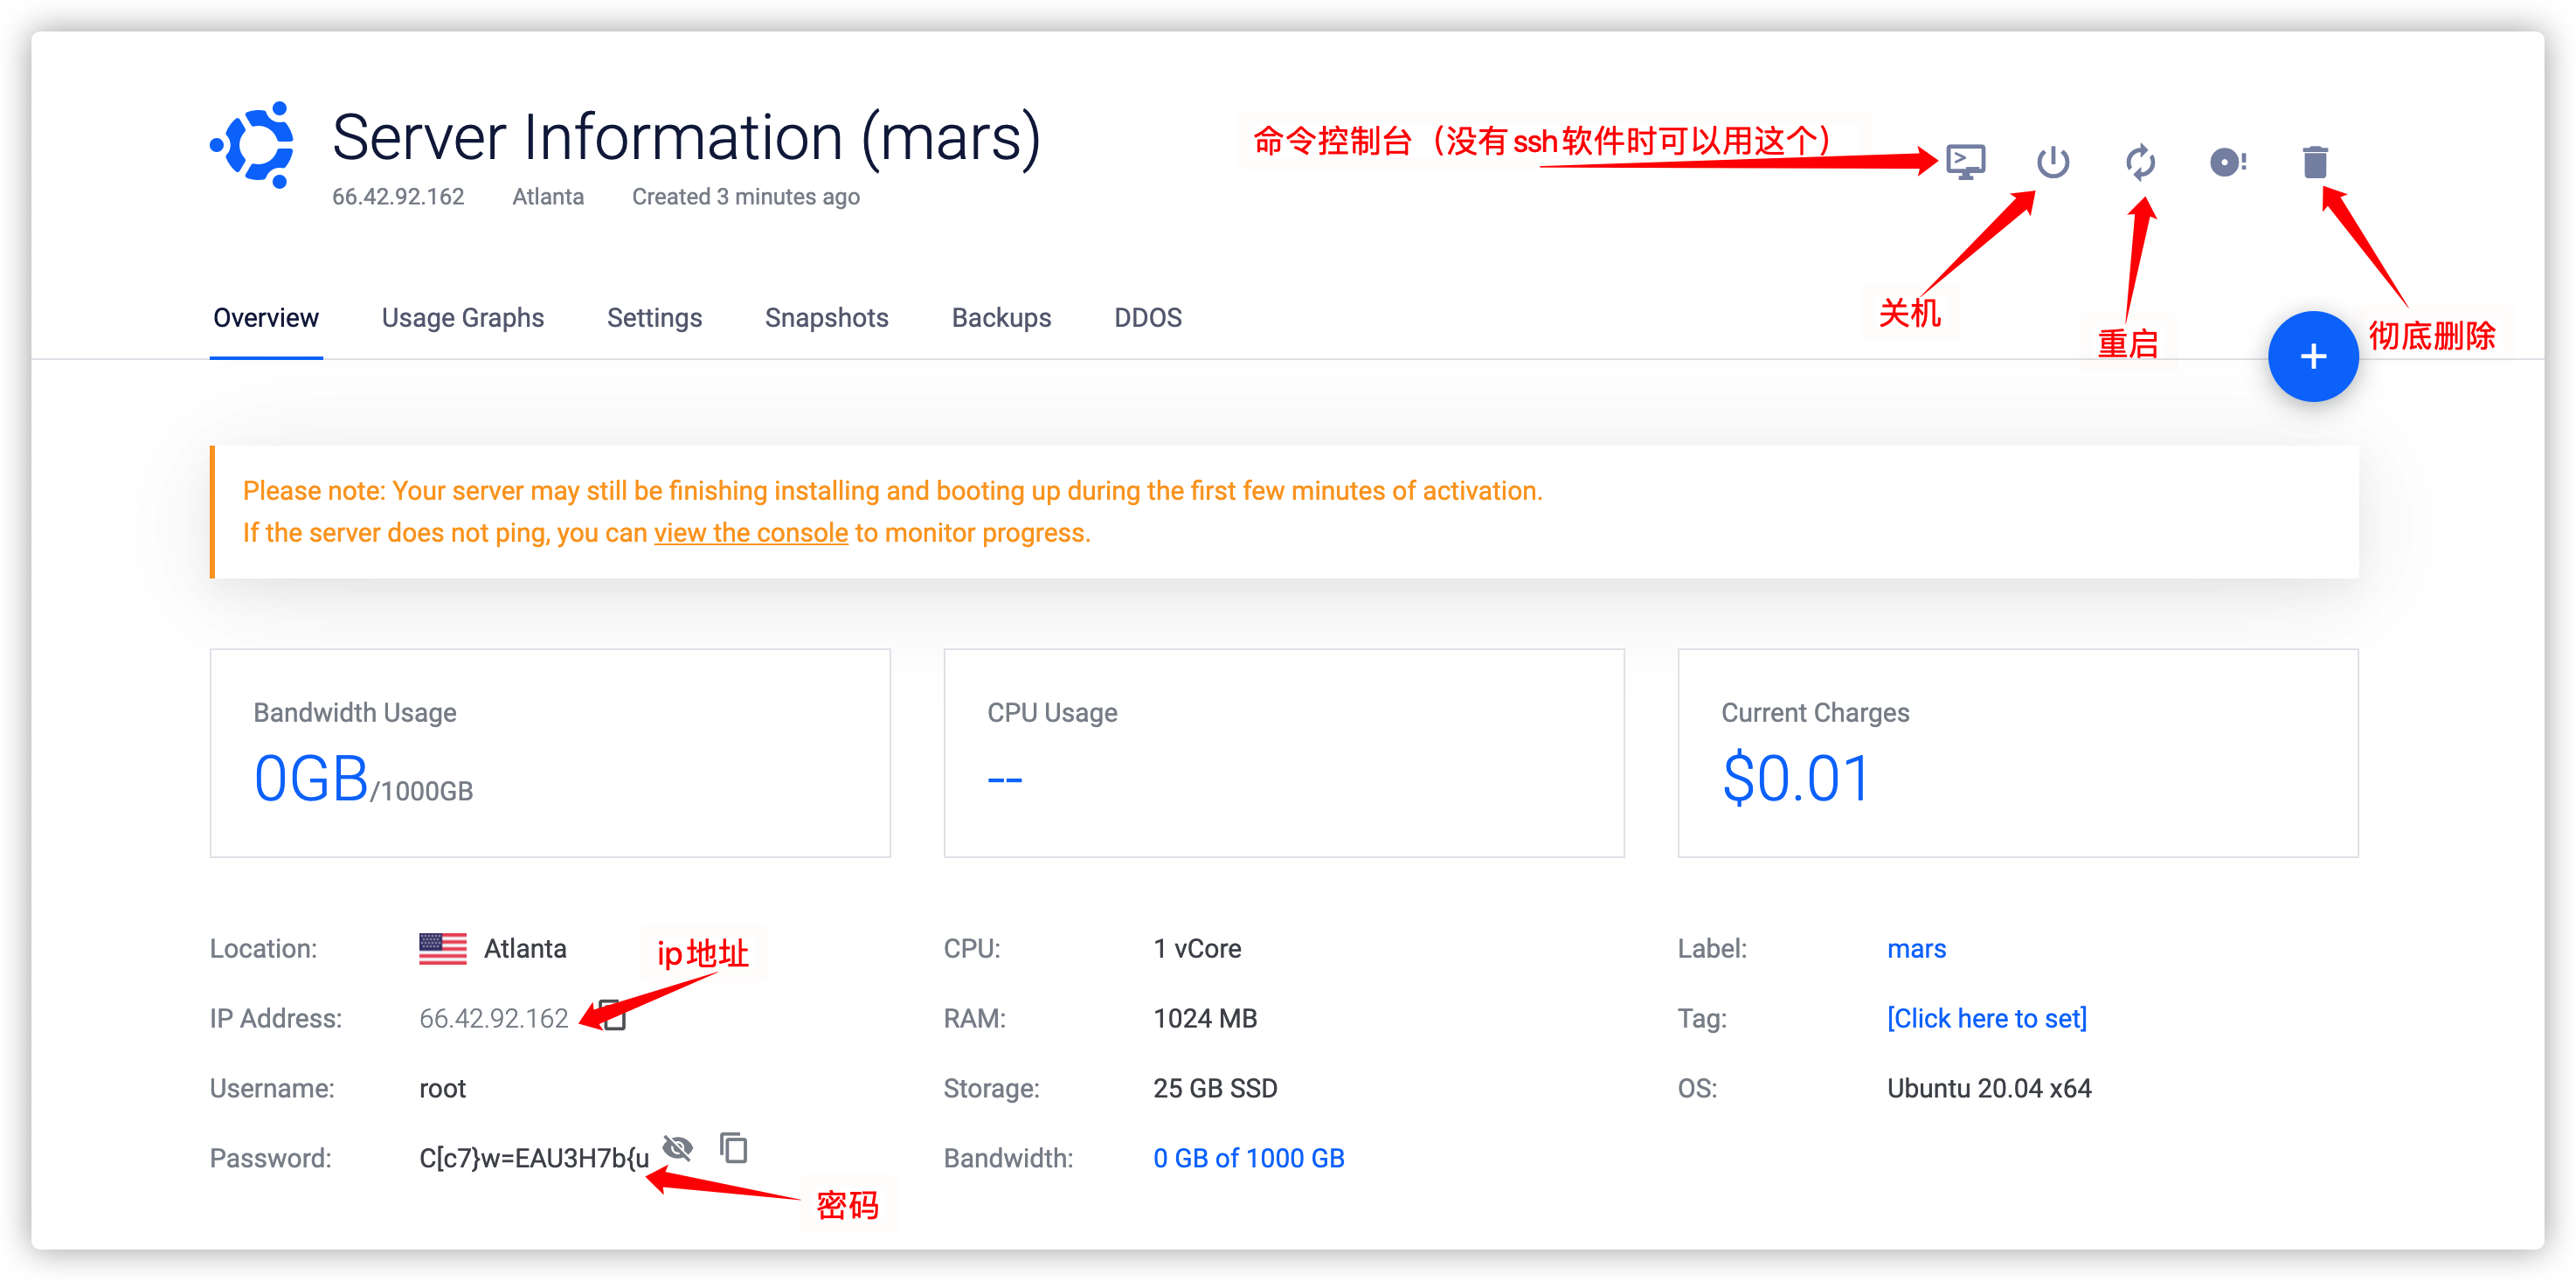 Server Information (mars)
66.42.92.162 Atlanta Created 3 minutes ago
命令控制台（没有ssh软件时可以用这个）
关机
重启
彻底删除
Overview Usage Graphs Settings Snapshots Backups DDOS
+
Please note: Your server may still be finishing installing and booting up during the first few minutes of activation.
If the server does not ping, you can view the console to monitor progress.
Bandwidth Usage
0GB/1000GB
CPU Usage
--
Current Charges
$0.01
Location: Atlanta
ip地址
IP Address: 66.42.92.162
Username: root
Password: C[c7}w=EAU3H7b{u
密码
CPU: 1 vCore
RAM: 1024 MB
Storage: 25 GB SSD
Bandwidth: 0 GB of 1000 GB
Label: mars
Tag: [Click here to set]
OS: Ubuntu 20.04 x64